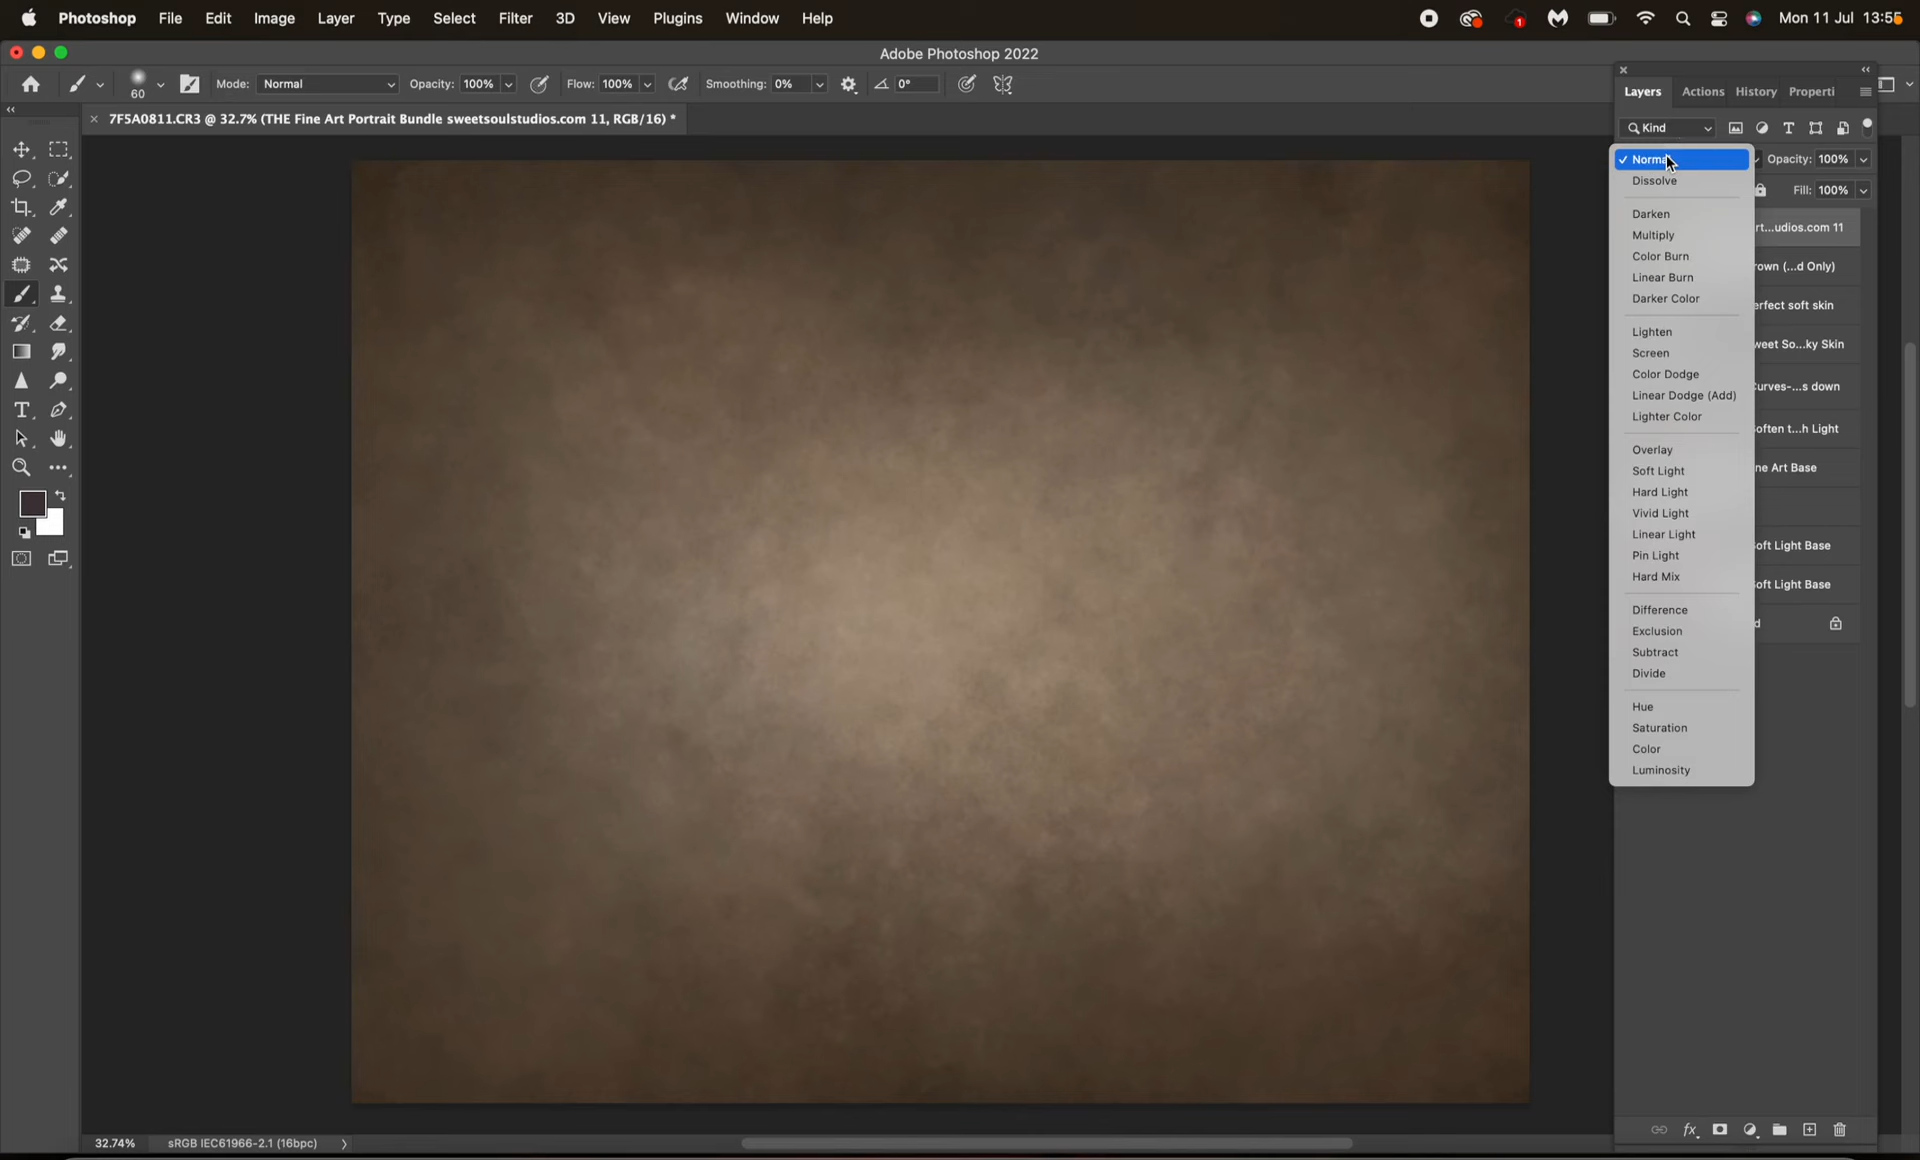 Photoshop File Edit Image Layer Type Select Filter 3D View Plugins Window Help 1 Mon 11 Jul 13:55
Adobe Photoshop 2022
60 Mode: Normal Opacity: 100% Flow: 100% Smoothing: 0% 0°
7F5A0811.CR3 @ 32.7% (THE Fine Art Portrait Bundle sweetsoulstudios.com 11, RGB/16) *
Layers Actions History Properti
Kind
Normal Opacity: 100%
Dissolve Fill: 100%
Darken
Multiply
Color Burn
Linear Burn
Darker Color
Lighten
Screen
Color Dodge
Linear Dodge (Add)
Lighter Color
Overlay
Soft Light
Hard Light
Vivid Light
Linear Light
Pin Light
Hard Mix
Difference
Exclusion
Subtract
Divide
Hue
Saturation
Color
Luminosity
rt...udios.com 11
rown (...d Only)
erfect soft skin
weet So...ky Skin
Curves-...s down
Soften t...h Light
ne Art Base
Soft Light Base
Soft Light Base
d
32.74% sRGB IEC61966-2.1 (16bpc)